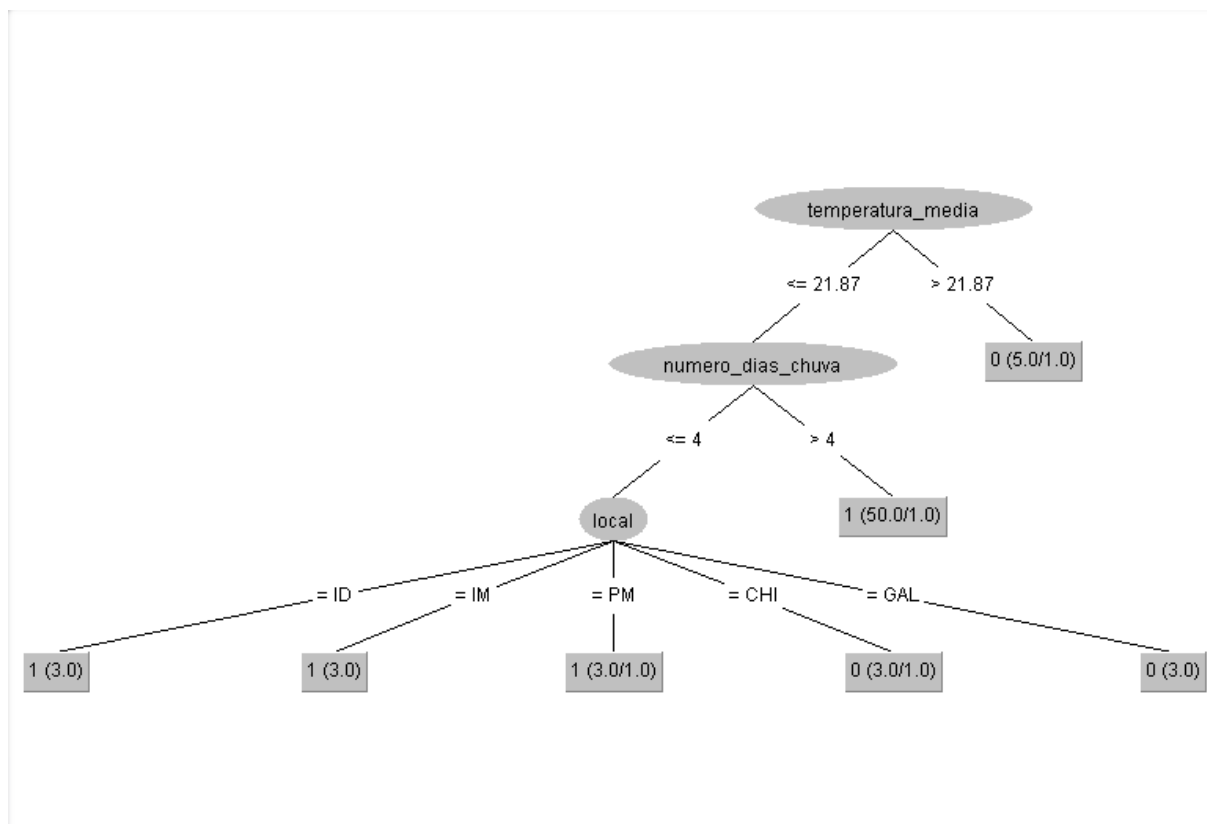 temperatura_media
<= 21.87 > 21.87
numero_dias_chuva 0 (5.0/1.0)
<= 4 > 4
local 1 (50.0/1.0)
= ID = IM = PM = CHI = GAL
1 (3.0) 1 (3.0) 1 (3.0/1.0) 0 (3.0/1.0) 0 (3.0)